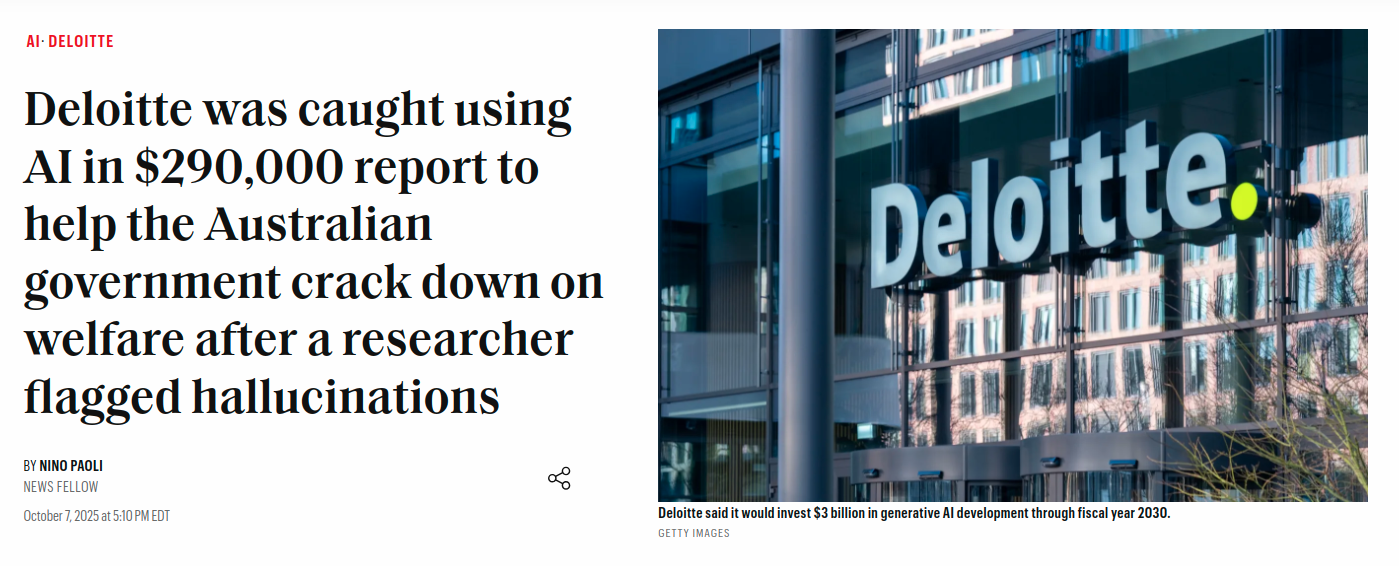 AI· DELOITTE
Deloitte was caught using
AI in $290,000 report to
help the Australian
government crack down on
welfare after a researcher
flagged hallucinations
BY NINO PAOLI
NEWS FELLOW
October 7, 2025 at 5:10 PM EDT
Deloitte.
Deloitte said it would invest $3 billion in generative AI development through fiscal year 2030.
GETTY IMAGES